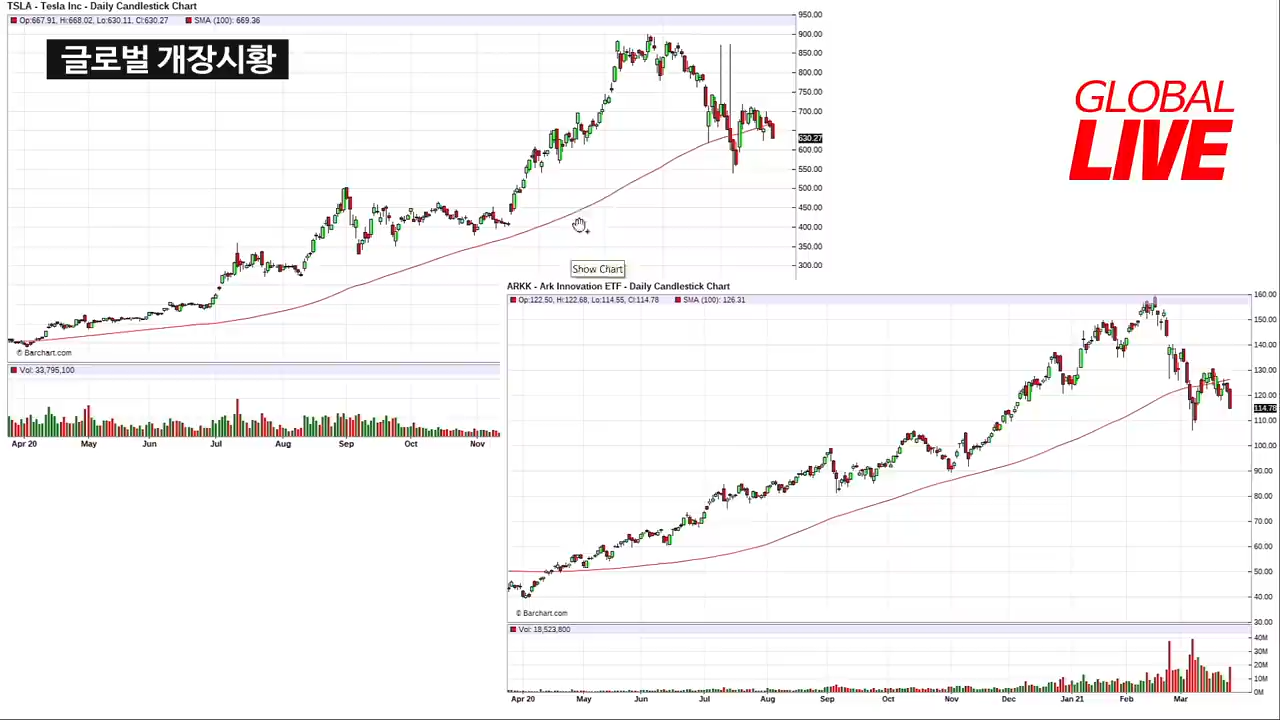 TSLA - Tesla Inc - Daily Candlestick Chart
Op:667.91, Hi:668.02, Lo:630.11, Cl:630.27 SMA (100): 669.36
글로벌 개장시황
950.00
900.00
850.00
800.00
750.00
700.00
630.27
600.00
550.00
500.00
450.00
400.00
350.00
300.00
GLOBAL
LIVE
Show Chart
© Barchart.com
Vol: 33,795,100
Apr 20 May Jun Jul Aug Sep Oct Nov
ARKK - Ark Innovation ETF - Daily Candlestick Chart
Op:122.50, Hi:122.68, Lo:114.55, Cl:114.78 SMA (100): 126.31
160.00
150.00
140.00
130.00
120.00
114.78
110.00
100.00
90.00
80.00
70.00
60.00
50.00
40.00
30.00
© Barchart.com
Vol: 18,523,800
40M
30M
20M
10M
0M
Apr 20 May Jun Jul Aug Sep Oct Nov Dec Jan 21 Feb Mar